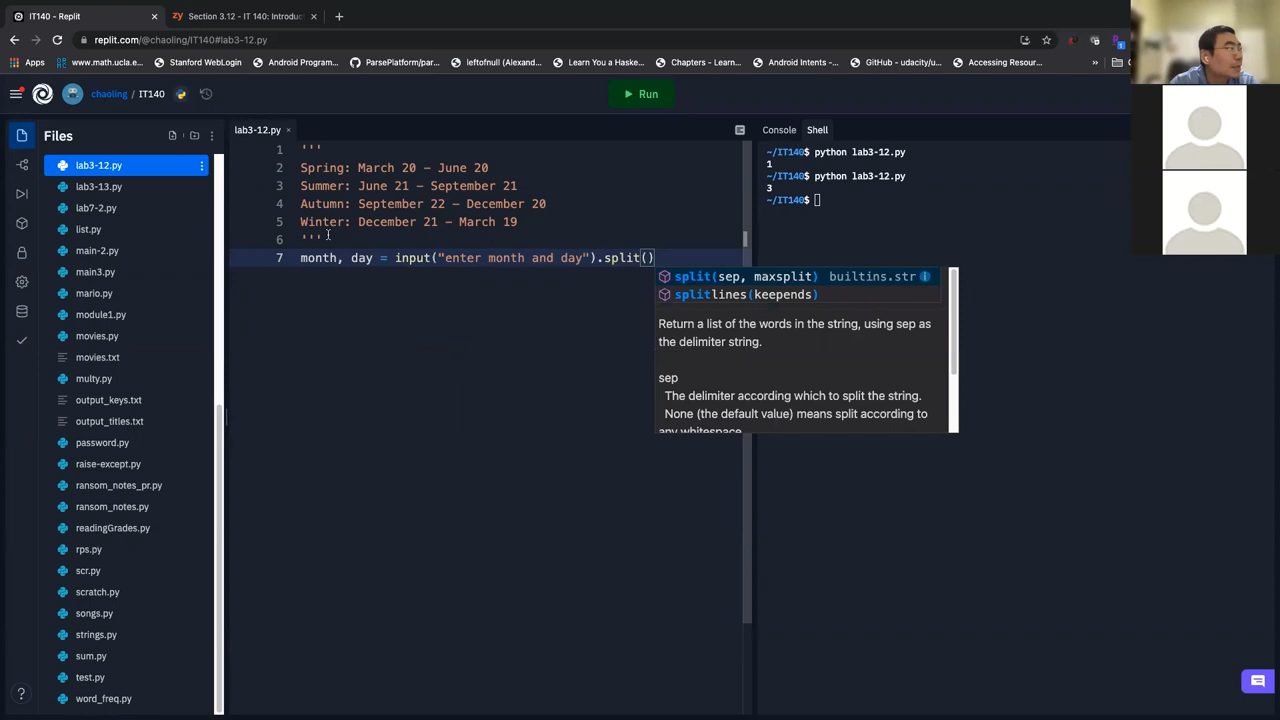 IT140 - Replit
Section 3.12 - IT 140: Introduc
replit.com/@chaoling/IT140#lab3-12.py
Apps
www.math.ucla.e...
Stanford WebLogin
Android Program...
ParsePlatform/par...
leftofnull (Alexand...
Learn You a Haske...
Chapters - Learn...
Android Intents -...
GitHub - udacity/u...
Accessing Resour...
»
chaoling / IT140
Run
Files
lab3-12.py
lab3-13.py
lab7-2.py
list.py
main-2.py
main3.py
mario.py
module1.py
movies.py
movies.txt
multy.py
output_keys.txt
output_titles.txt
password.py
raise-except.py
ransom_notes_pr.py
ransom_notes.py
readingGrades.py
rps.py
scr.py
scratch.py
songs.py
strings.py
sum.py
test.py
word_freq.py
lab3-12.py
1 '''
2 Spring: March 20 - June 20
3 Summer: June 21 - September 21
4 Autumn: September 22 - December 20
5 Winter: December 21 - March 19
6 '''
7 month, day = input("enter month and day").split()
split(sep, maxsplit) builtins.str
splitlines(keepends)
Return a list of the words in the string, using sep as
the delimiter string.
sep
The delimiter according which to split the string.
None (the default value) means split according to
any whitespace
Console
Shell
~/IT140$ python lab3-12.py
1
~/IT140$ python lab3-12.py
3
~/IT140$